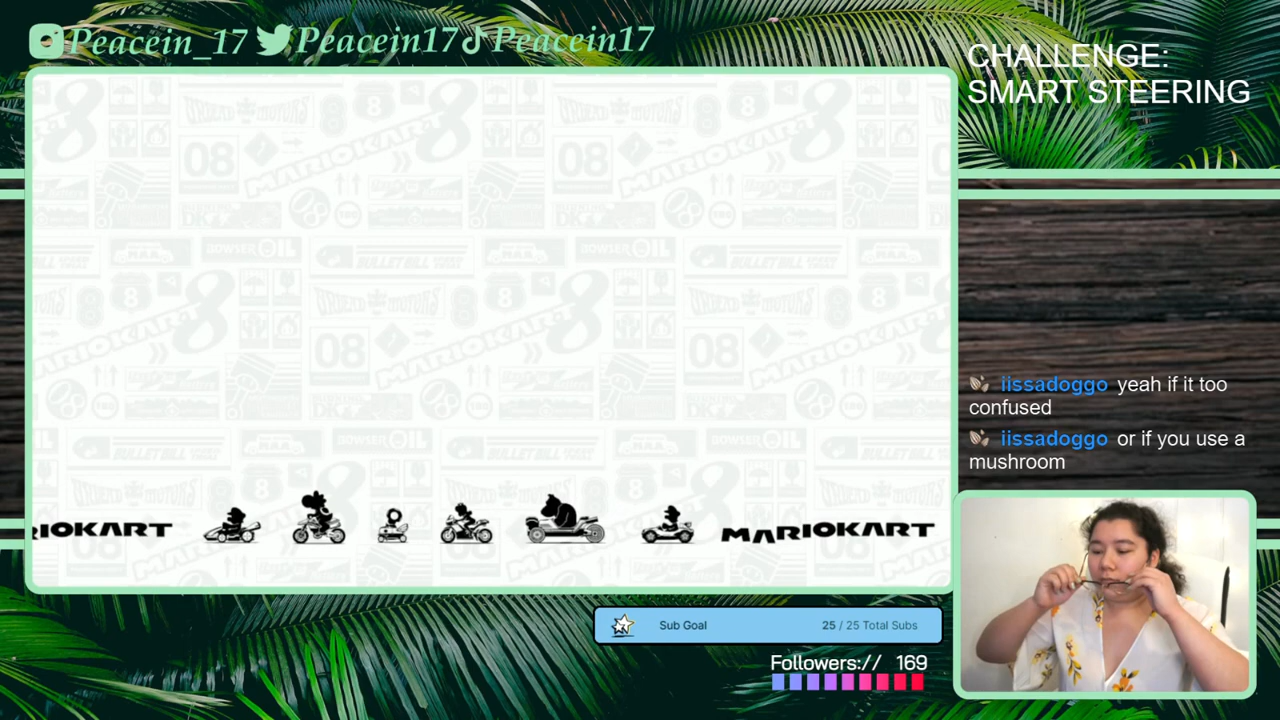 Peacein_17 Peacein17 Peacein17
CHALLENGE:
SMART STEERING
iissadoggo yeah if it too
confused
iissadoggo or if you use a
mushroom
RIOKART MARIOKART
Sub Goal 25 / 25 Total Subs
Followers:// 169